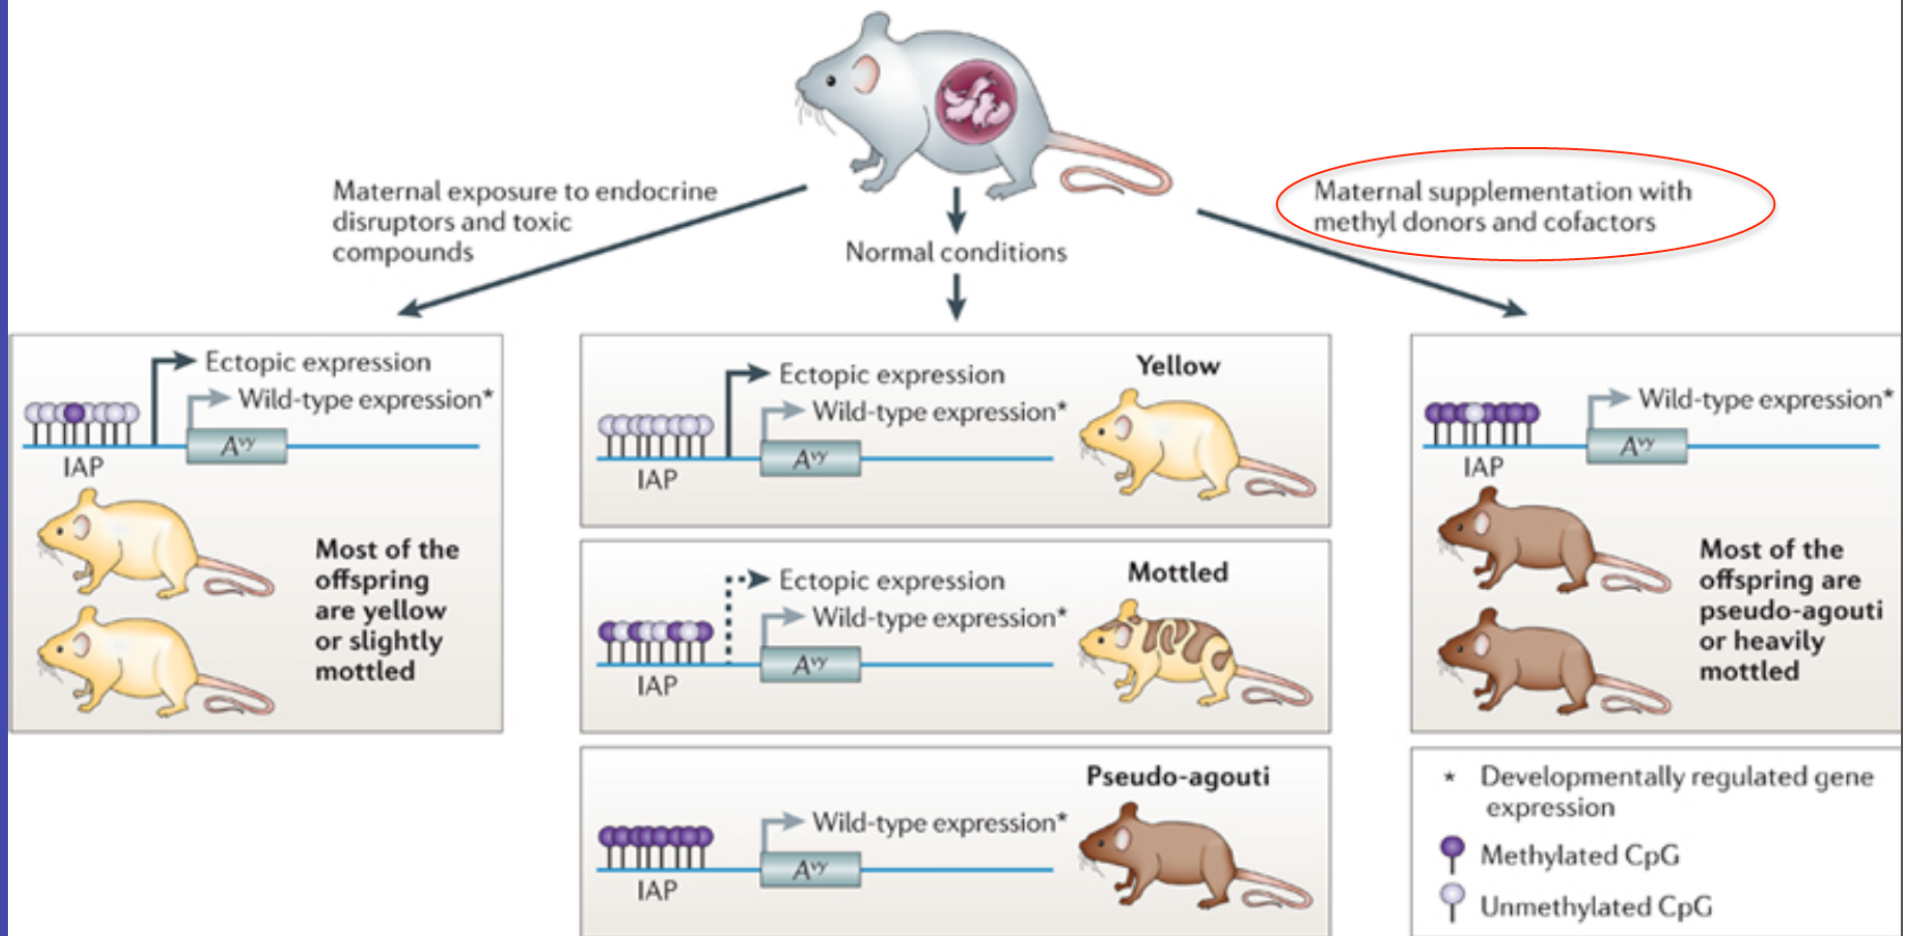 Maternal exposure to endocrine
disruptors and toxic
compounds
Normal conditions
Maternal supplementation with
methyl donors and cofactors
Ectopic expression
Wild-type expression*
Avy
IAP
Most of the
offspring
are yellow
or slightly
mottled
Yellow
Ectopic expression
Wild-type expression*
Avy
IAP
Mottled
Ectopic expression
Wild-type expression*
Avy
IAP
Pseudo-agouti
Wild-type expression*
Avy
IAP
Wild-type expression*
Avy
IAP
Most of the
offspring are
pseudo-agouti
or heavily
mottled
* Developmentally regulated gene
expression
Methylated CpG
Unmethylated CpG